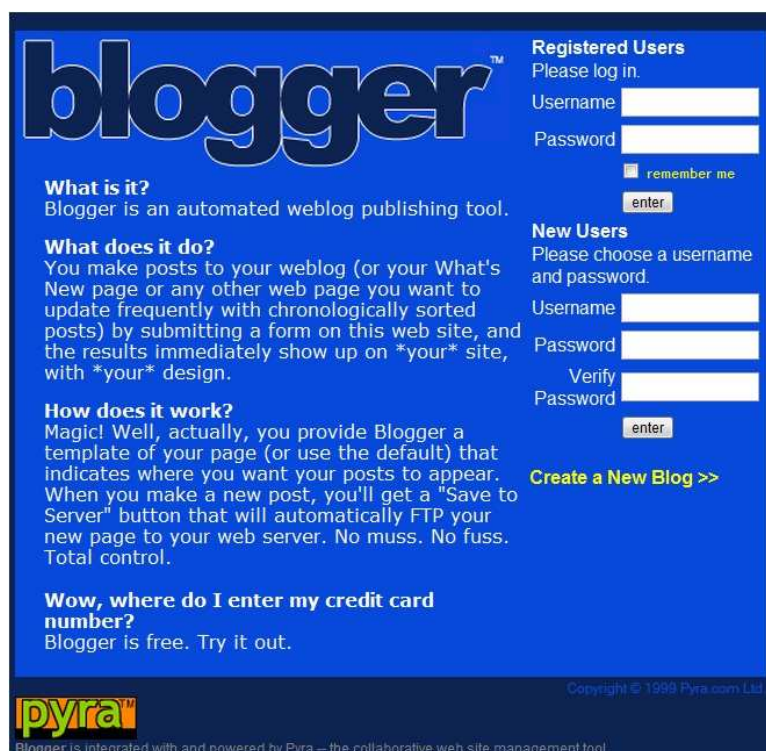 blogger™
What is it?
Blogger is an automated weblog publishing tool.
What does it do?
You make posts to your weblog (or your What's
New page or any other web page you want to
update frequently with chronologically sorted
posts) by submitting a form on this web site, and
the results immediately show up on *your* site,
with *your* design.
How does it work?
Magic! Well, actually, you provide Blogger a
template of your page (or use the default) that
indicates where you want your posts to appear.
When you make a new post, you'll get a "Save to
Server" button that will automatically FTP your
new page to your web server. No muss. No fuss.
Total control.
Wow, where do I enter my credit card
number?
Blogger is free. Try it out.
Registered Users
Please log in.
Username
Password
remember me
enter
New Users
Please choose a username
and password.
Username
Password
Verify
Password
enter
Create a New Blog >>
Copyright © 1999 Pyra.com Ltd.
pyra™
Blogger is integrated with and powered by Pyra -- the collaborative web site management tool